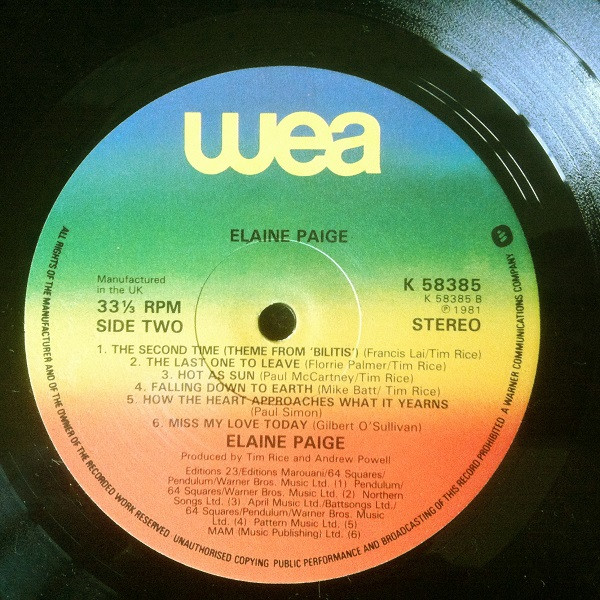 wea
ELAINE PAIGE
Manufactured
in the UK
33⅓ RPM
SIDE TWO
K 58385
K 58385 B
℗ 1981
STEREO
1. THE SECOND TIME (THEME FROM 'BILITIS') (Francis Lai/Tim Rice)
2. THE LAST ONE TO LEAVE (Florrie Palmer/Tim Rice)
3. HOT AS SUN (Paul McCartney/Tim Rice)
4. FALLING DOWN TO EARTH (Mike Batt/ Tim Rice)
5. HOW THE HEART APPROACHES WHAT IT YEARNS
(Paul Simon)
6. MISS MY LOVE TODAY (Gilbert O'Sullivan)
ELAINE PAIGE
Produced by Tim Rice and Andrew Powell
Editions 23/Editions Marouani/64 Squares/
Pendulum/Warner Bros. Music Ltd. (1) Pendulum/
64 Squares/Warner Bros. Music Ltd. (2) Northern
Songs Ltd. (3) April Music Ltd./Battsongs Ltd./
64 Squares/Pendulum/Warner Bros. Music
Ltd. (4) Pattern Music Ltd. (5)
MAM (Music Publishing) Ltd. (6)
ALL RIGHTS OF THE MANUFACTURER AND OF THE OWNER OF THE RECORDED WORK RESERVED UNAUTHORISED COPYING PUBLIC PERFORMANCE AND BROADCASTING OF THIS RECORD PROHIBITED A WARNER COMMUNICATIONS COMPANY